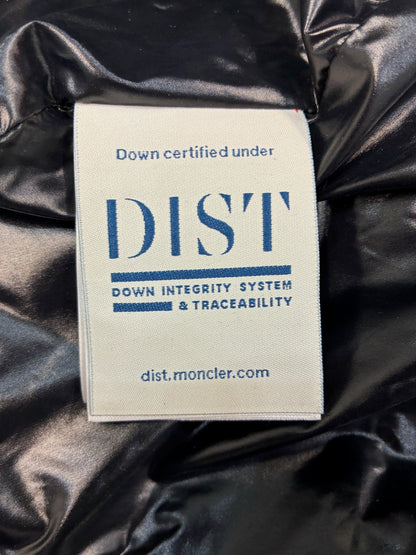 Down certified under
DIST
DOWN INTEGRITY SYSTEM
& TRACEABILITY
dist.moncler.com